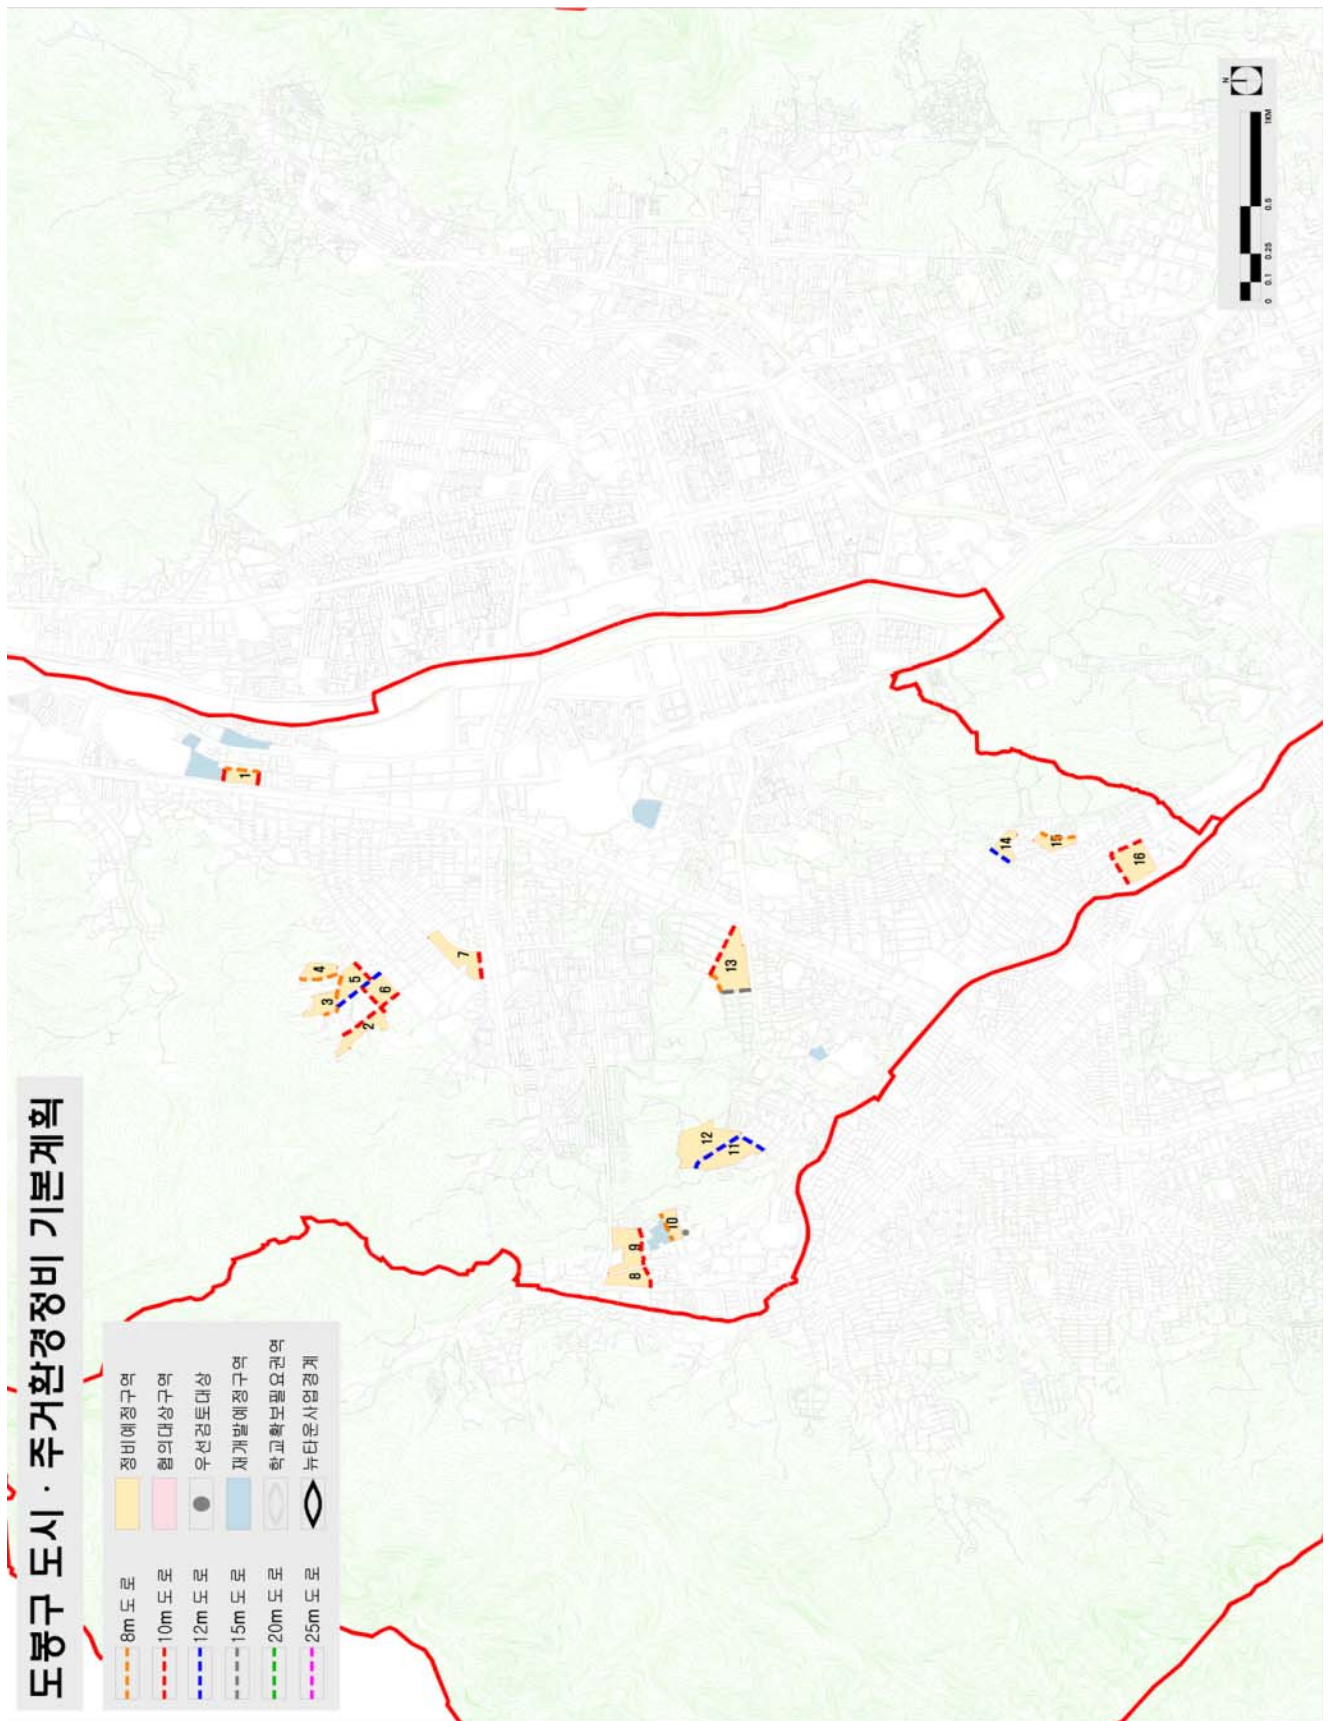 도봉구 도시 · 주거환경정비 기본계획
8m 도 로
정비예정구역
10m 도 로
협의대상구역
12m 도 로
우선검토대상
15m 도 로
재개발예정구역
20m 도 로
학교확보필요권역
25m 도 로
뉴타운사업경계
N
0 0.1 0.25 0.5 1KM
1
2
3
4
5
6
7
8
9
10
11
12
13
14
15
16